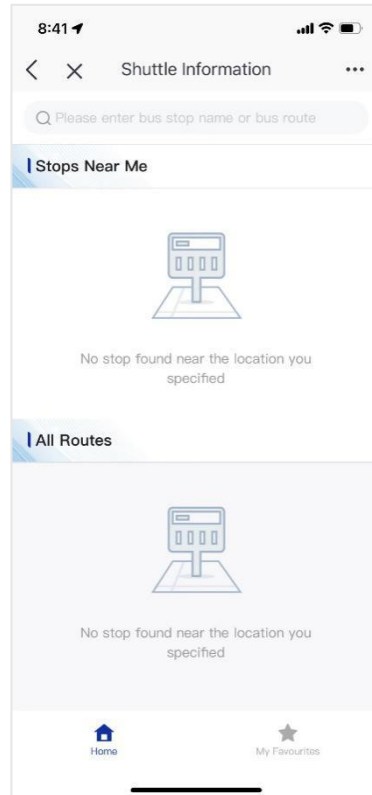 8:41
Shuttle Information
Please enter bus stop name or bus route
Stops Near Me
No stop found near the location you
specified
All Routes
No stop found near the location you
specified
Home
My Favourites